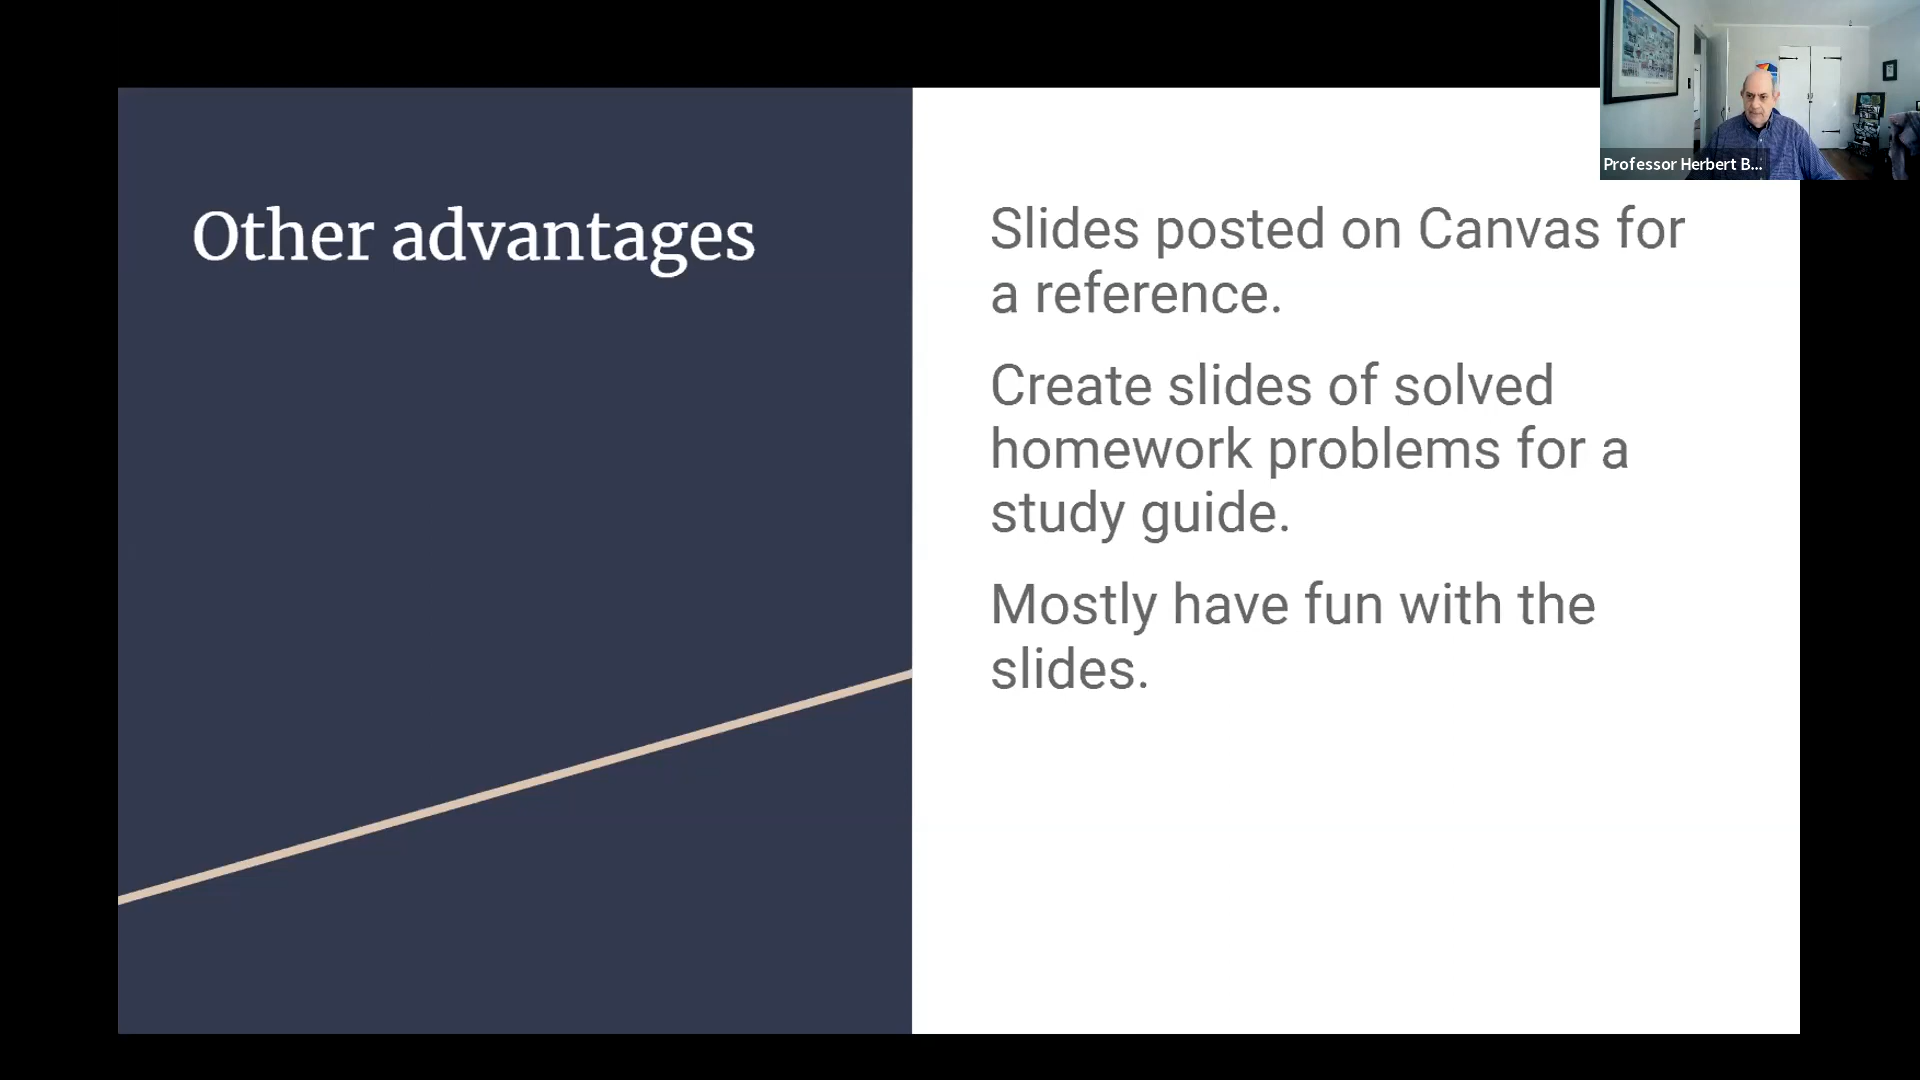 Professor Herbert B...
Other advantages
Slides posted on Canvas for
a reference.
Create slides of solved
homework problems for a
study guide.
Mostly have fun with the
slides.